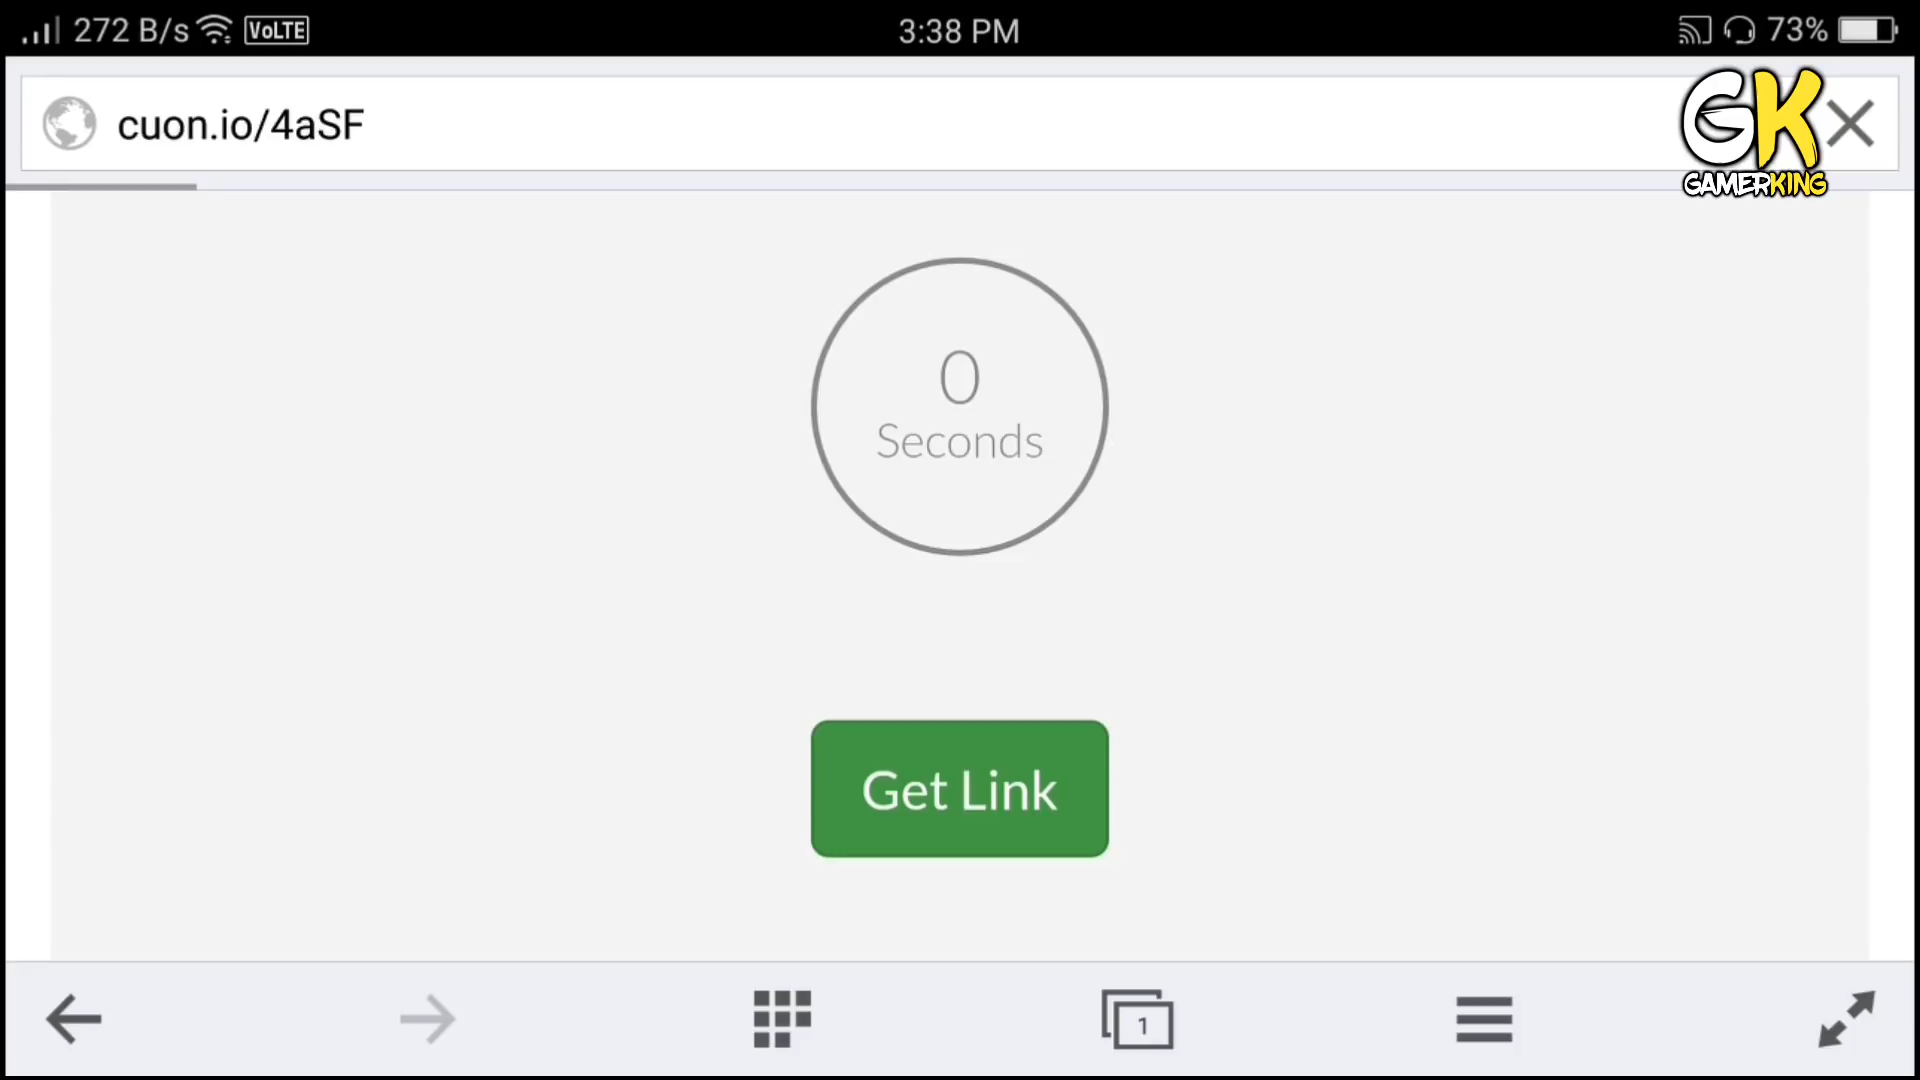 272 B/s VoLTE 3:38 PM 73%
cuon.io/4aSF
GK
GAMERKING
0
Seconds
Get Link
1